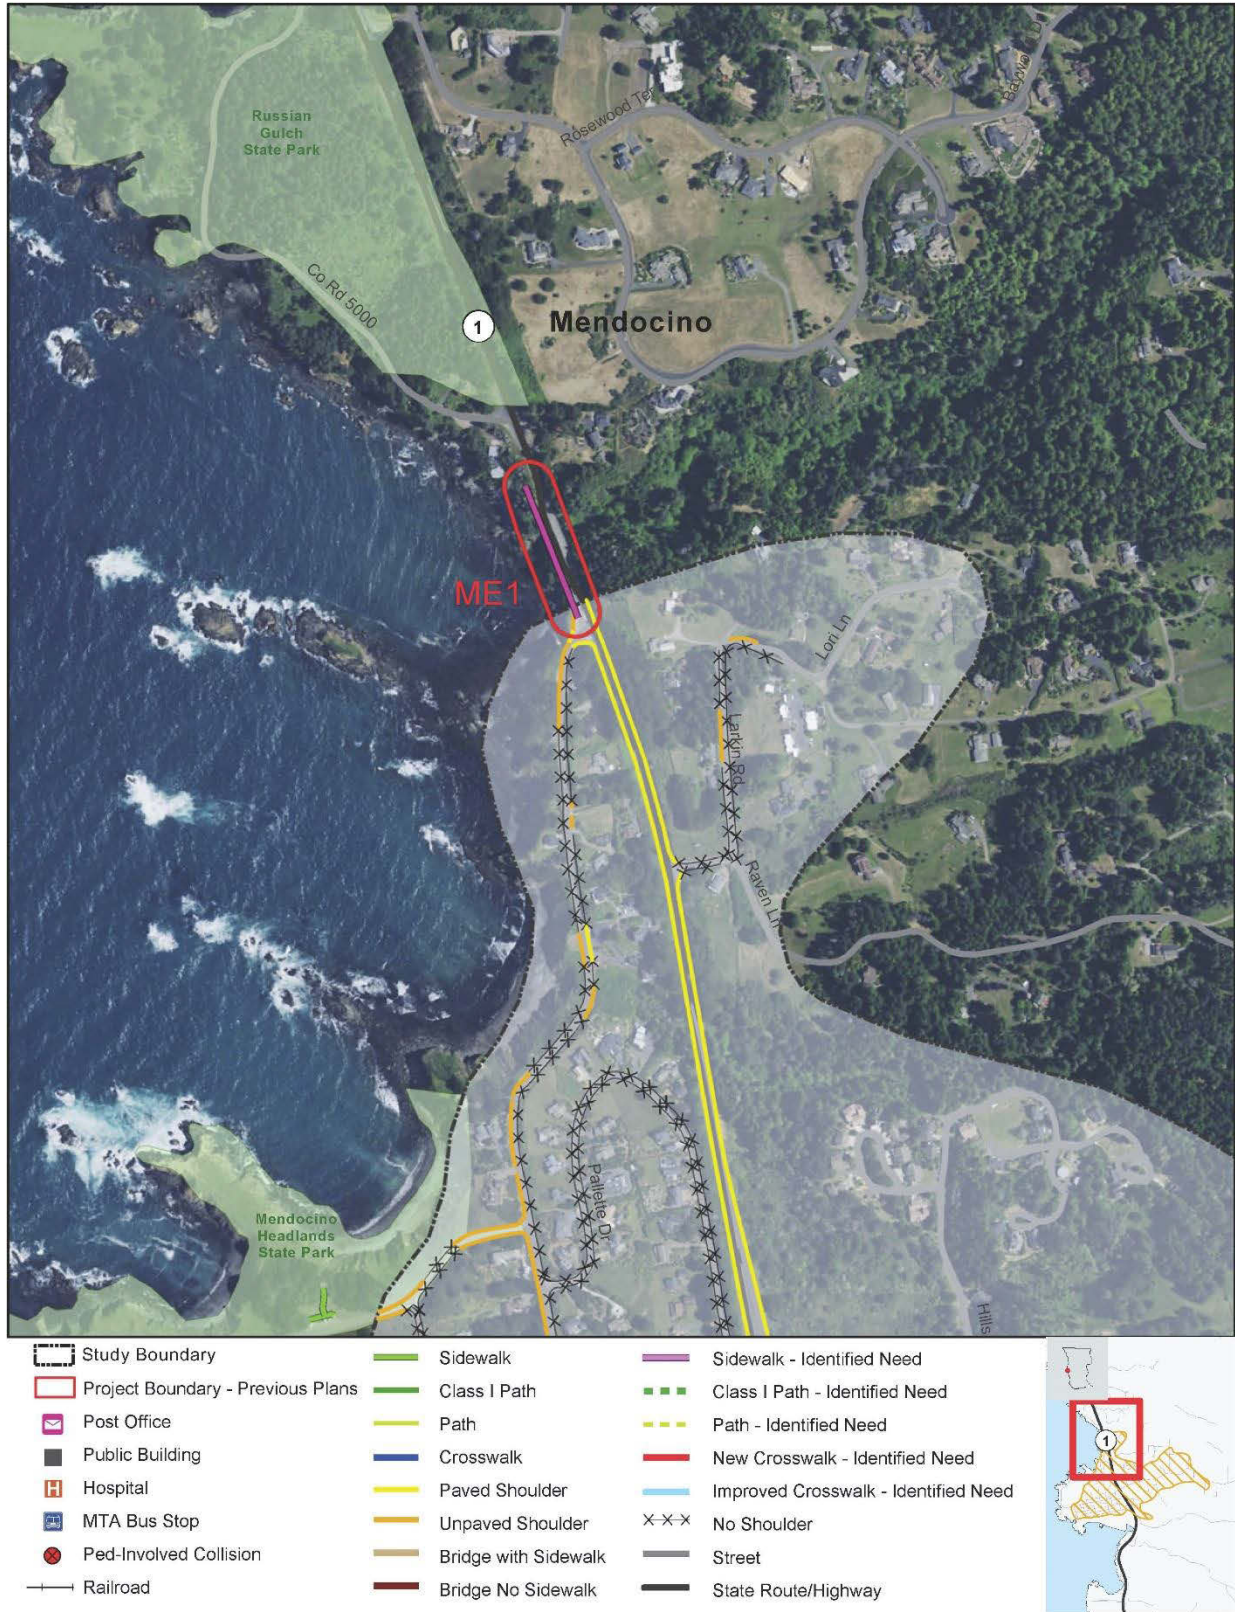 Russian
Gulch
State Park
Rosewood Ter
Co Rd 5000
1
Mendocino
ME1
Lori Ln
Larkin Rd
Raven Ln
Pallette Dr
Mendocino
Headlands
State Park
Hills
Study Boundary
Project Boundary - Previous Plans
Post Office
Public Building
H Hospital
MTA Bus Stop
Ped-Involved Collision
Railroad
Sidewalk
Class I Path
Path
Crosswalk
Paved Shoulder
Unpaved Shoulder
Bridge with Sidewalk
Bridge No Sidewalk
Sidewalk - Identified Need
Class I Path - Identified Need
Path - Identified Need
New Crosswalk - Identified Need
Improved Crosswalk - Identified Need
No Shoulder
Street
State Route/Highway
1